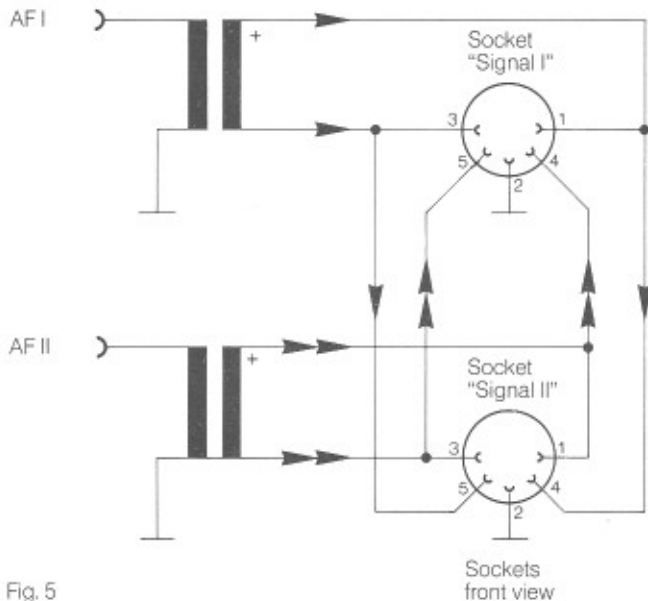 AF I
+
Socket
"Signal I"
3
1
5
4
2
AF II
+
Socket
"Signal II"
3
1
5
4
2
Sockets
front view
Fig. 5